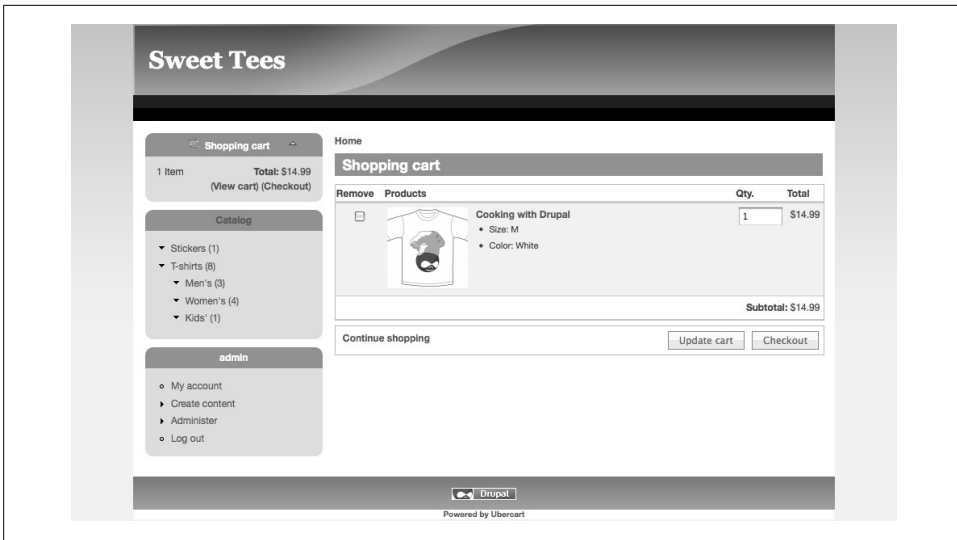 Sweet Tees
Shopping cart
1 Item Total: $14.99
(View cart) (Checkout)
Catalog
Stickers (1)
T-shirts (8)
Men's (3)
Women's (4)
Kids' (1)
admin
My account
Create content
Administer
Log out
Home
Shopping cart
Remove Products Qty. Total
Cooking with Drupal 1 $14.99
• Size: M
• Color: White
Subtotal: $14.99
Continue shopping Update cart Checkout
Drupal
Powered by Ubercart